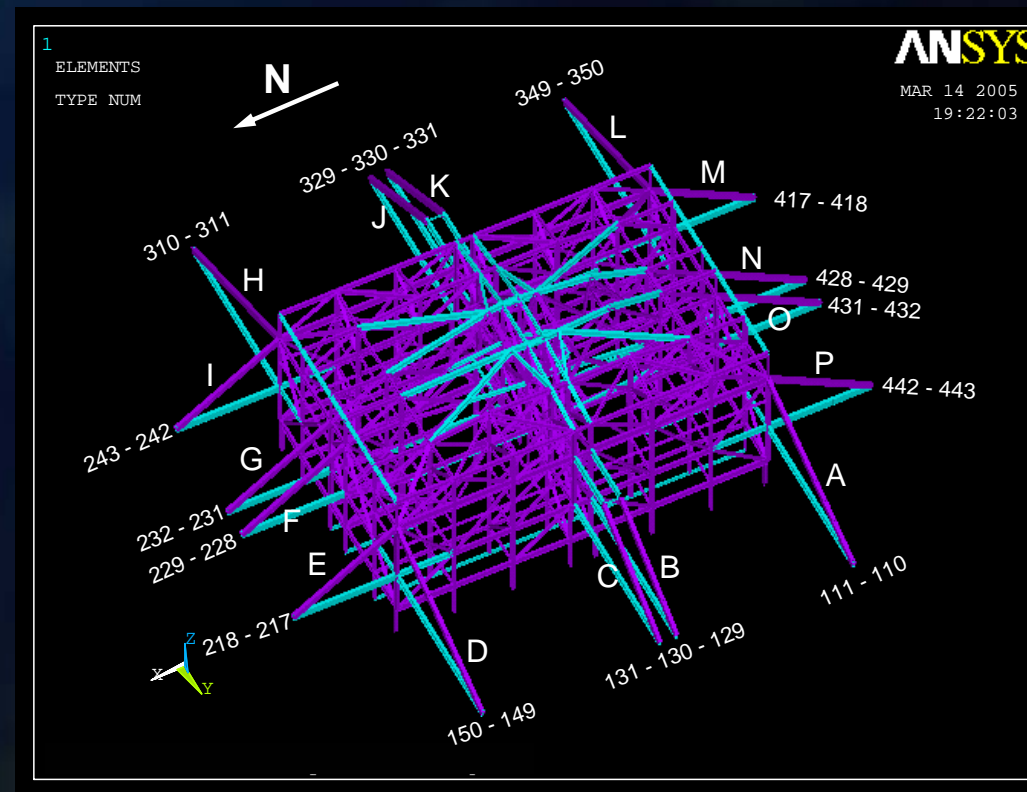 1
ELEMENTS
TYPE NUM
N
ANSYS
MAR 14 2005
19:22:03
349 - 350
L
M
417 - 418
329 - 330 - 331
K
J
310 - 311
H
N
428 - 429
431 - 432
O
I
P
442 - 443
243 - 242
G
A
232 - 231
F
229 - 228
E
C
B
111 - 110
218 - 217
D
131 - 130 - 129
150 - 149
Z
X
Y